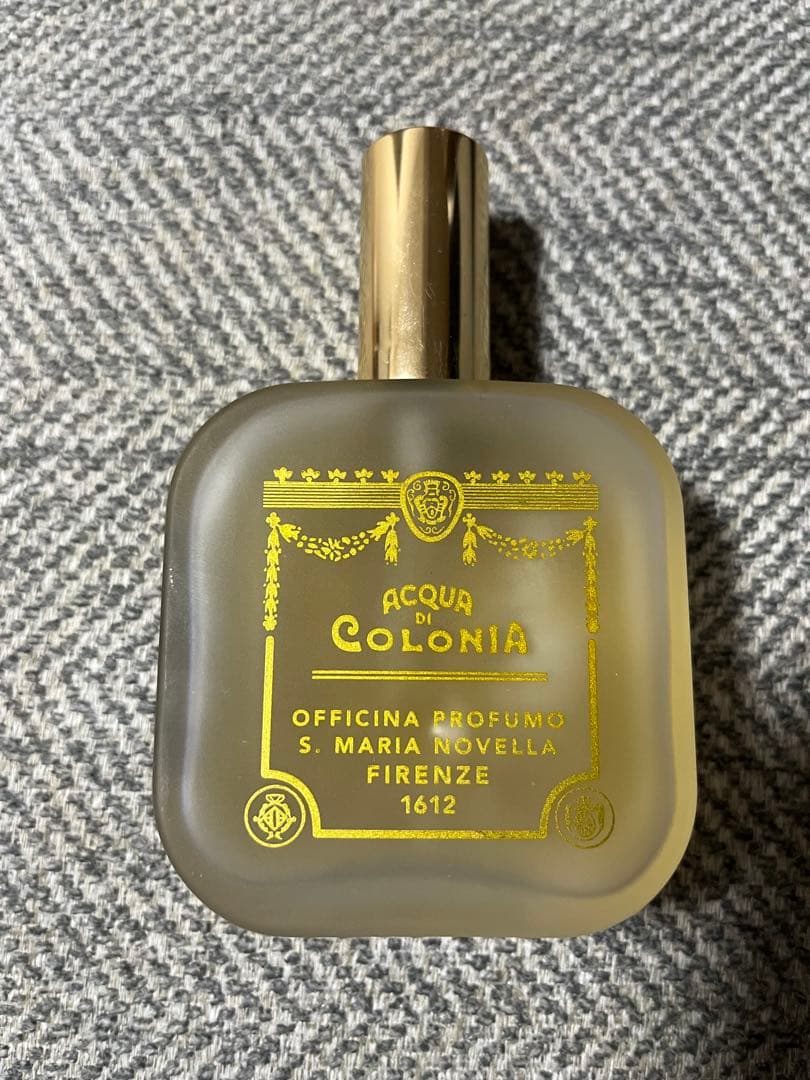 ACQUA
DI
COLONIA
OFFICINA PROFUMO
S. MARIA NOVELLA
FIRENZE
1612